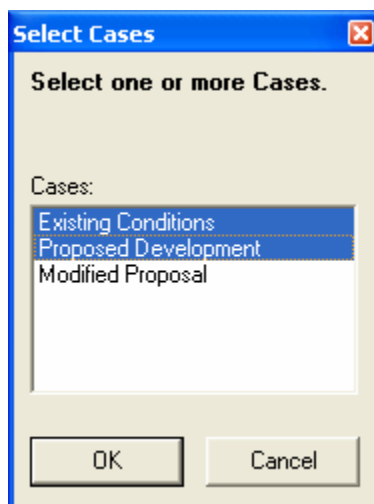 Select Cases
Select one or more Cases.
Cases:
Existing Conditions
Proposed Development
Modified Proposal
OK
Cancel